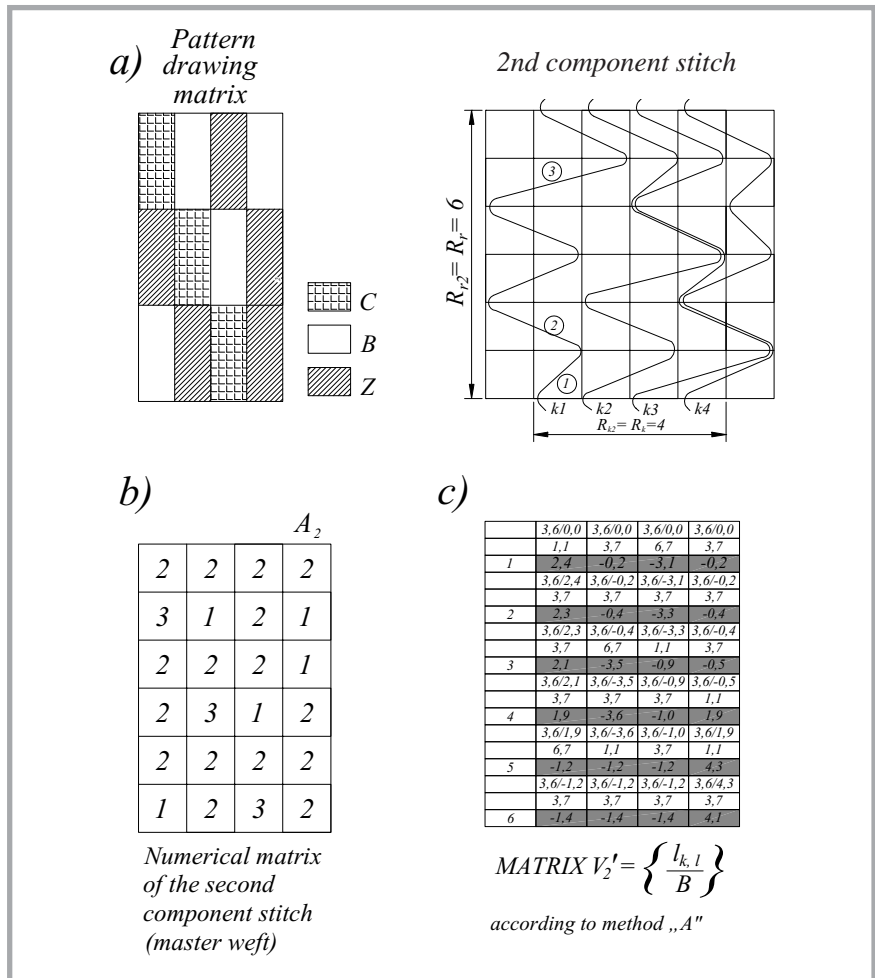 a)
Pattern
drawing
matrix
C
B
Z
2nd component stitch
3
2
1
R_r2 = R_r = 6
k1 k2 k3 k4
R_k2 = R_k = 4
b)
A_2
2 2 2 2
3 1 2 1
2 2 2 1
2 3 1 2
2 2 2 2
1 2 3 2
Numerical matrix
of the second
component stitch
(master weft)
c)
3,6/0,0 3,6/0,0 3,6/0,0 3,6/0,0
1,1 3,7 6,7 3,7
1 2,4 -0,2 -3,1 -0,2
3,6/2,4 3,6/-0,2 3,6/-3,1 3,6/-0,2
3,7 3,7 3,7 3,7
2 2,3 -0,4 -3,3 -0,4
3,6/2,3 3,6/-0,4 3,6/-3,3 3,6/-0,4
3,7 6,7 1,1 3,7
3 2,1 -3,5 -0,9 -0,5
3,6/2,1 3,6/-3,5 3,6/-0,9 3,6/-0,5
3,7 3,7 3,7 1,1
4 1,9 -3,6 -1,0 1,9
3,6/1,9 3,6/-3,6 3,6/-1,0 3,6/1,9
6,7 1,1 3,7 1,1
5 -1,2 -1,2 -1,2 4,3
3,6/-1,2 3,6/-1,2 3,6/-1,2 3,6/4,3
3,7 3,7 3,7 3,7
6 -1,4 -1,4 -1,4 4,1
MATRIX V_2' = { l_k, l / B }
according to method „A"